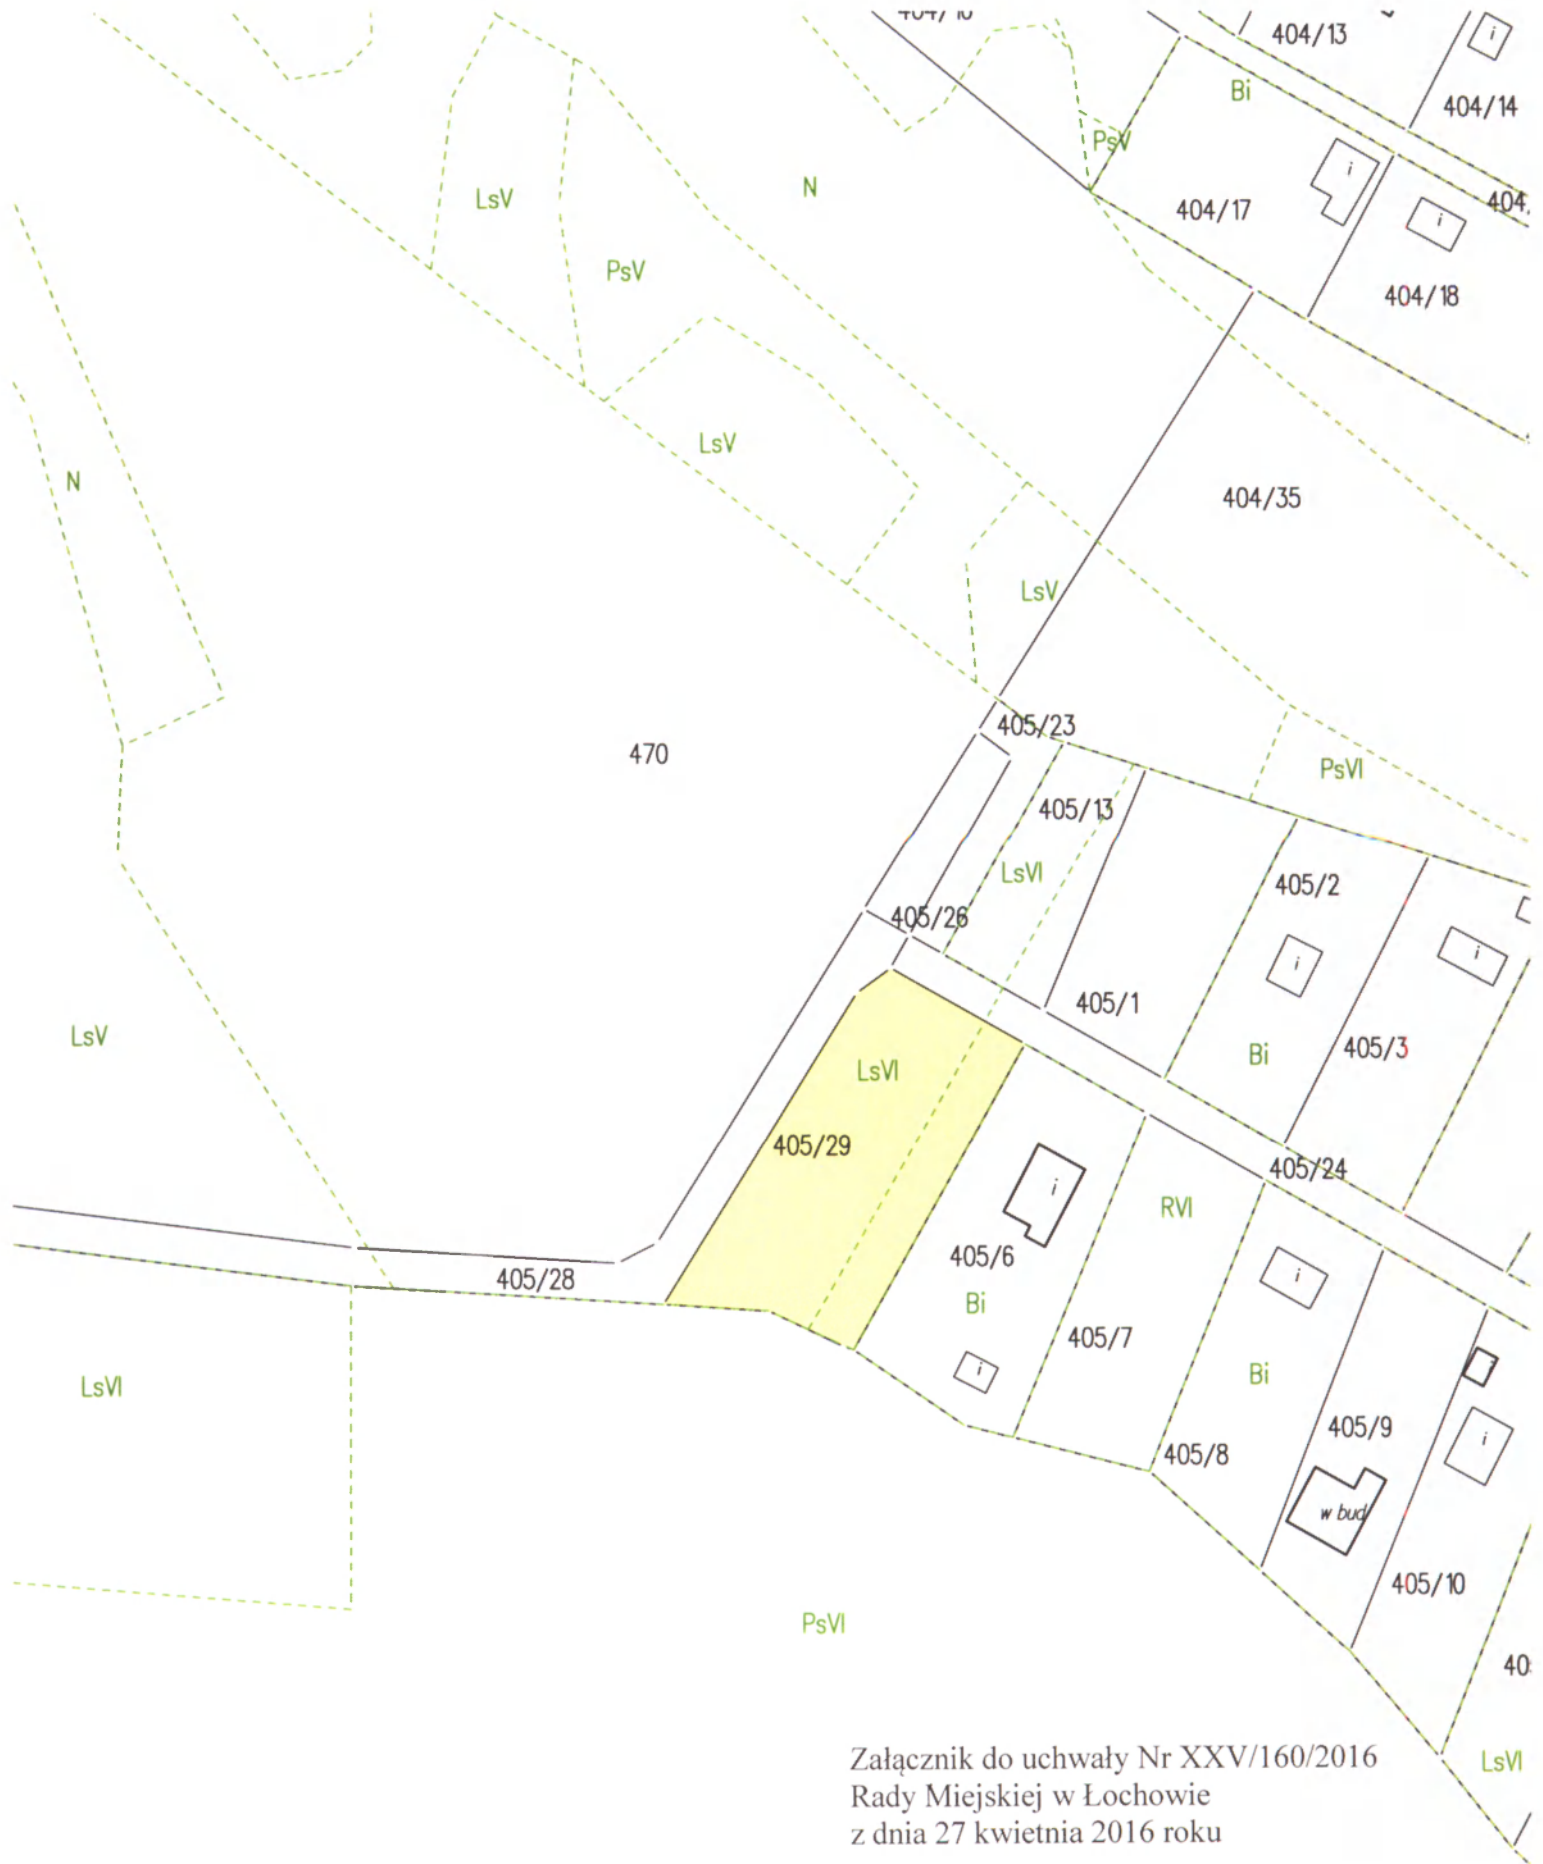 404/13
i
Bi
404/14
PsV
i
LsV
N
404/17
i
PsV
404/18
LsV
N
404/35
LsV
405/23
470
PsVI
405/13
LsVI
405/2
405/26
i
i
405/1
LsV
Bi
405/3
LsVI
405/29
405/24
i
RVI
405/6
i
405/28
Bi
405/7
i
LsVI
Bi
405/9
i
405/8
w bud
405/10
PsVI
LsVI
Załącznik do uchwały Nr XXV/160/2016
Rady Miejskiej w Łochowie
z dnia 27 kwietnia 2016 roku